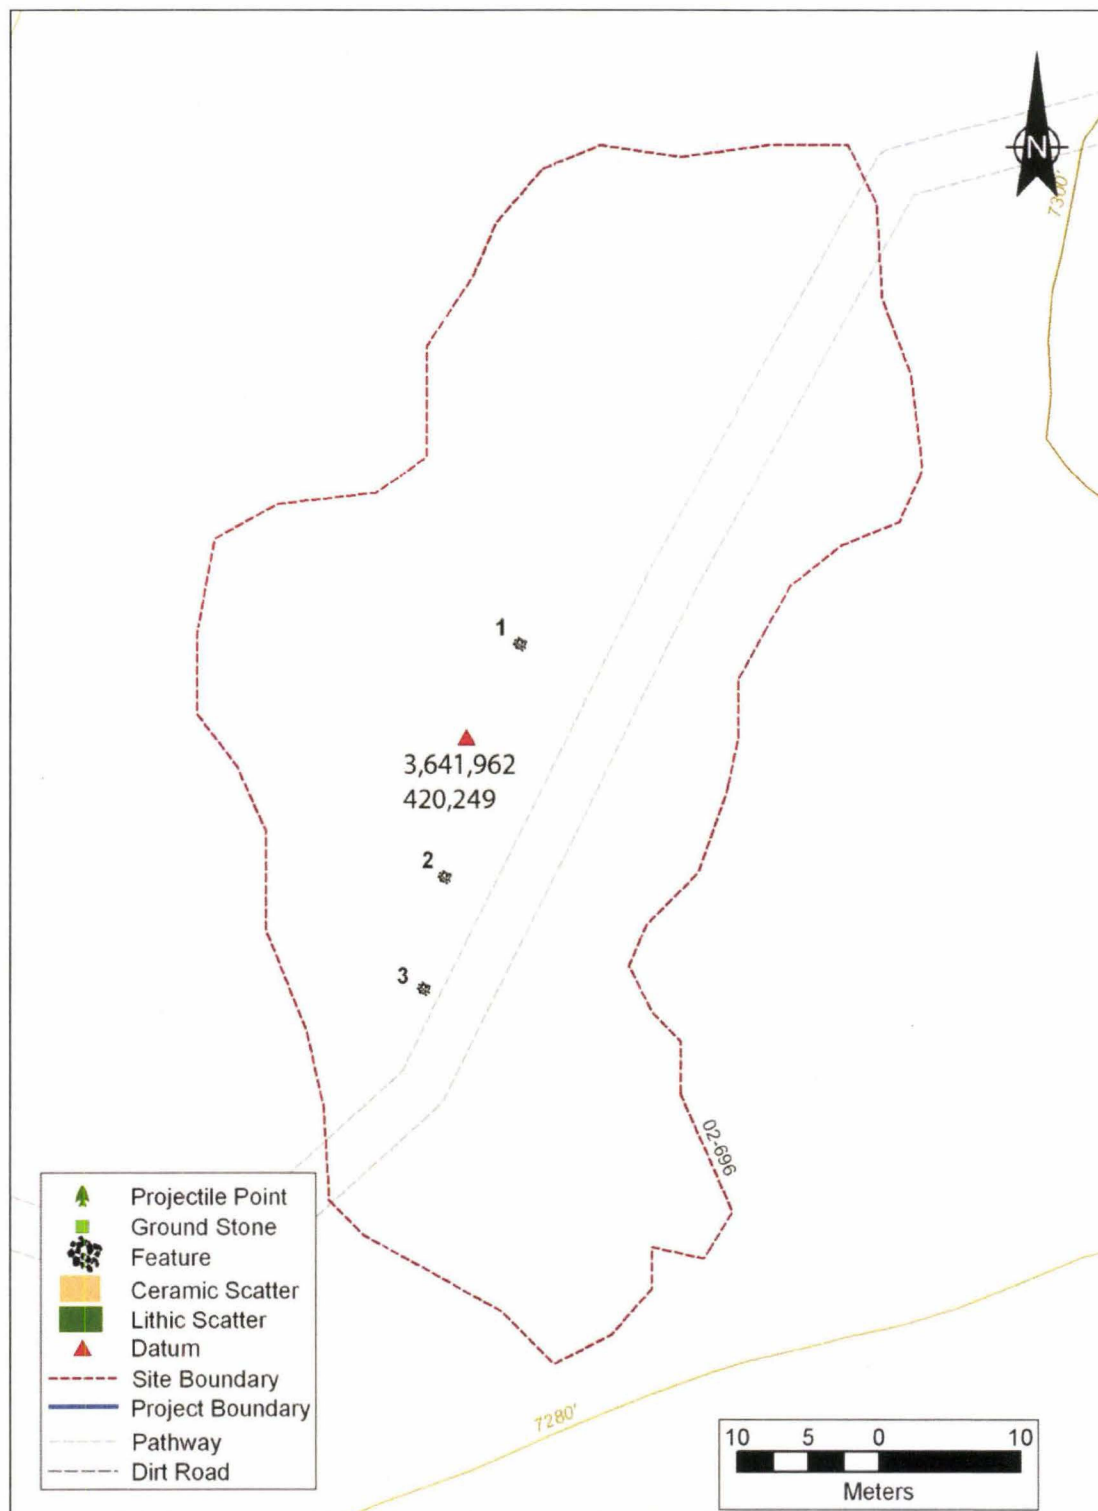 N
7300'
1
3,641,962
420,249
2
3
02-696
Projectile Point
Ground Stone
Feature
Ceramic Scatter
Lithic Scatter
Datum
Site Boundary
Project Boundary
Pathway
Dirt Road
7280'
10 5 0 10
Meters